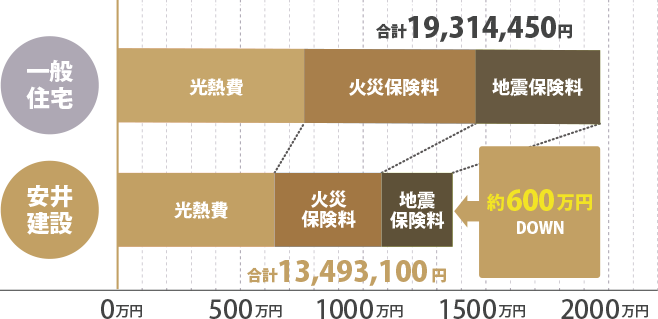 合計19,314,450円
一般
住宅
光熱費
火災保険料
地震保険料
安井
建設
光熱費
火災
保険料
地震
保険料
約600万円
DOWN
合計13,493,100円
0万円
500万円
1000万円
1500万円
2000万円